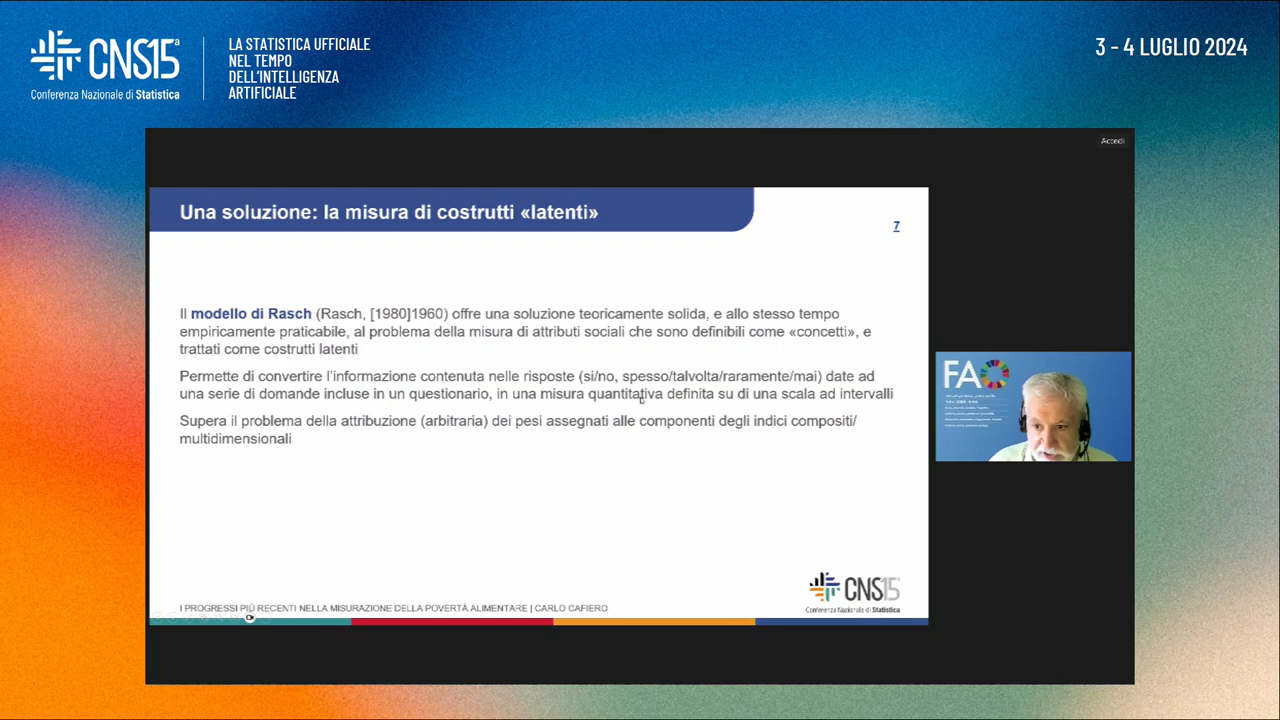 CNS15ª
Conferenza Nazionale di Statistica
LA STATISTICA UFFICIALE
NEL TEMPO
DELL'INTELLIGENZA
ARTIFICIALE
3 - 4 LUGLIO 2024
Accedi
Una soluzione: la misura di costrutti «latenti»
7
Il modello di Rasch (Rasch, [1980]1960) offre una soluzione teoricamente solida, e allo stesso tempo
empiricamente praticabile, al problema della misura di attributi sociali che sono definibili come «concetti», e
trattati come costrutti latenti
Permette di convertire l'informazione contenuta nelle risposte (si/no, spesso/talvolta/raramente/mai) date ad
una serie di domande incluse in un questionario, in una misura quantitativa definita su di una scala ad intervalli
Supera il problema della attribuzione (arbitraria) dei pesi assegnati alle componenti degli indici compositi/
multidimensionali
FAO
CNS15
Conferenza Nazionale di Statistica
I PROGRESSI PIÙ RECENTI NELLA MISURAZIONE DELLA POVERTÀ ALIMENTARE | CARLO CAFIERO